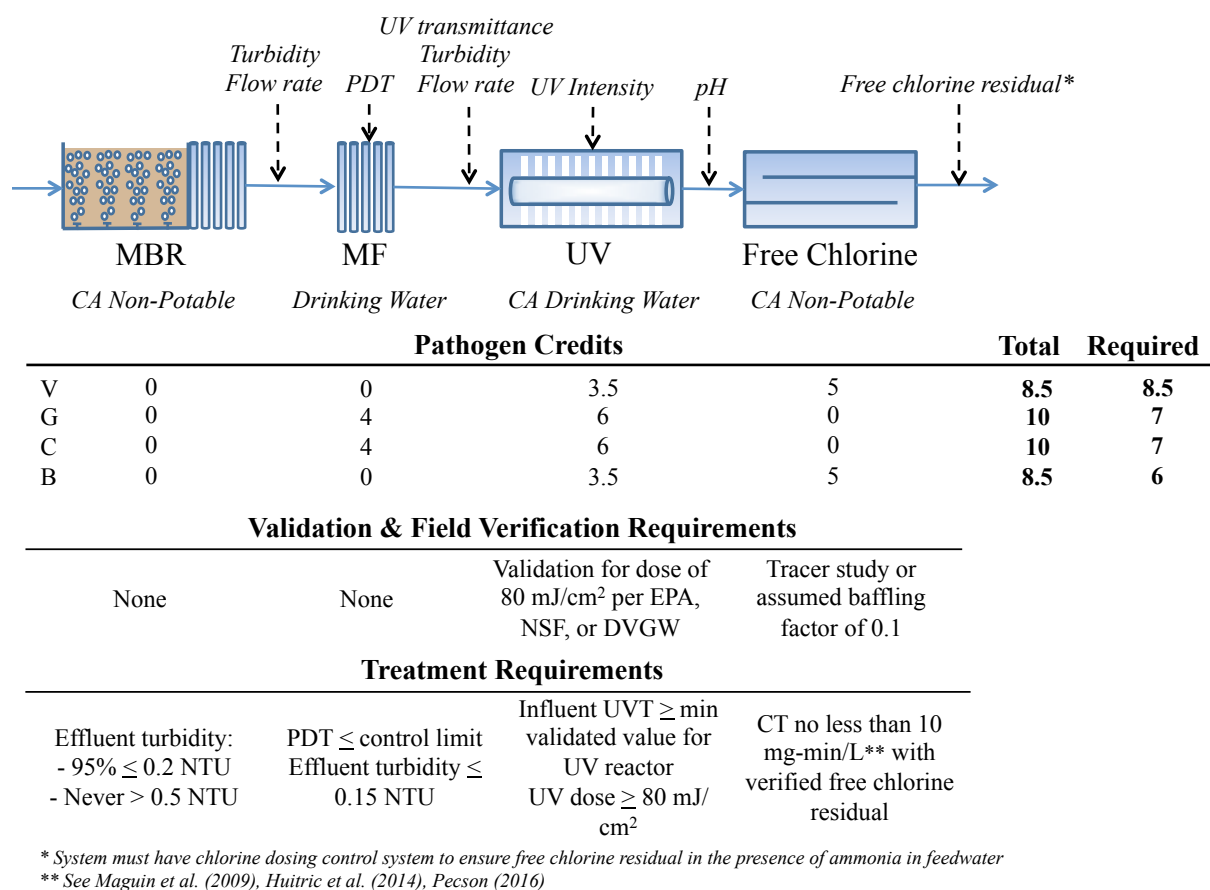 UV transmittance
Turbidity Turbidity
Flow rate PDT Flow rate UV Intensity pH Free chlorine residual*
MBR MF UV Free Chlorine
CA Non-Potable Drinking Water CA Drinking Water CA Non-Potable
Pathogen Credits Total Required
V 0 0 3.5 5 8.5 8.5
G 0 4 6 0 10 7
C 0 4 6 0 10 7
B 0 0 3.5 5 8.5 6
Validation & Field Verification Requirements
None
None
Validation for dose of
80 mJ/cm² per EPA,
NSF, or DVGW
Tracer study or
assumed baffling
factor of 0.1
Treatment Requirements
Effluent turbidity:
- 95% ≤ 0.2 NTU
- Never > 0.5 NTU
PDT ≤ control limit
Effluent turbidity ≤
0.15 NTU
Influent UVT ≥ min
validated value for
UV reactor
UV dose ≥ 80 mJ/
cm²
CT no less than 10
mg-min/L** with
verified free chlorine
residual
* System must have chlorine dosing control system to ensure free chlorine residual in the presence of ammonia in feedwater
** See Maguin et al. (2009), Huitric et al. (2014), Pecson (2016)